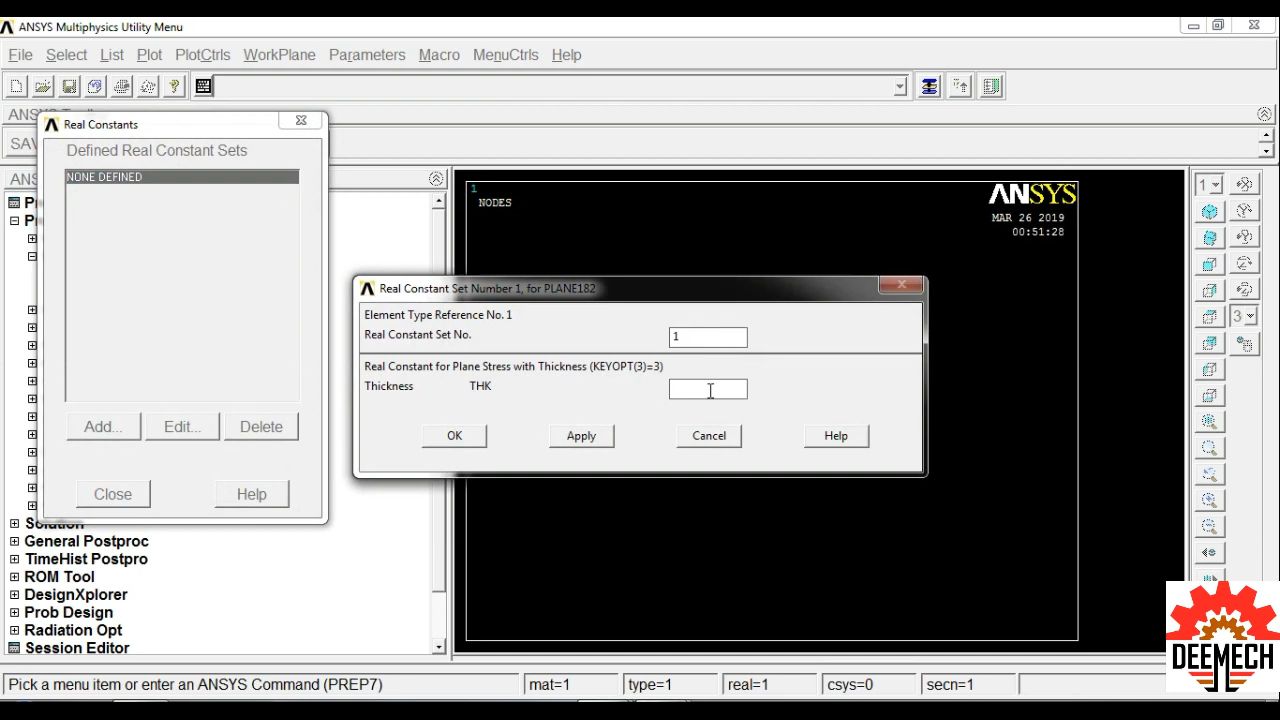 ANSYS Multiphysics Utility Menu
File Select List Plot PlotCtrls WorkPlane Parameters Macro MenuCtrls Help
Real Constants
Defined Real Constant Sets
NONE DEFINED
Add... Edit... Delete
Close Help
1
NODES
ANSYS
MAR 26 2019
00:51:28
1
3
Real Constant Set Number 1, for PLANE182
Element Type Reference No. 1
Real Constant Set No. 1
Real Constant for Plane Stress with Thickness (KEYOPT(3)=3)
Thickness THK
OK Apply Cancel Help
Solution
General Postproc
TimeHist Postpro
ROM Tool
DesignXplorer
Prob Design
Radiation Opt
Session Editor
DEEMECH
Pick a menu item or enter an ANSYS Command (PREP7) mat=1 type=1 real=1 csys=0 secn=1